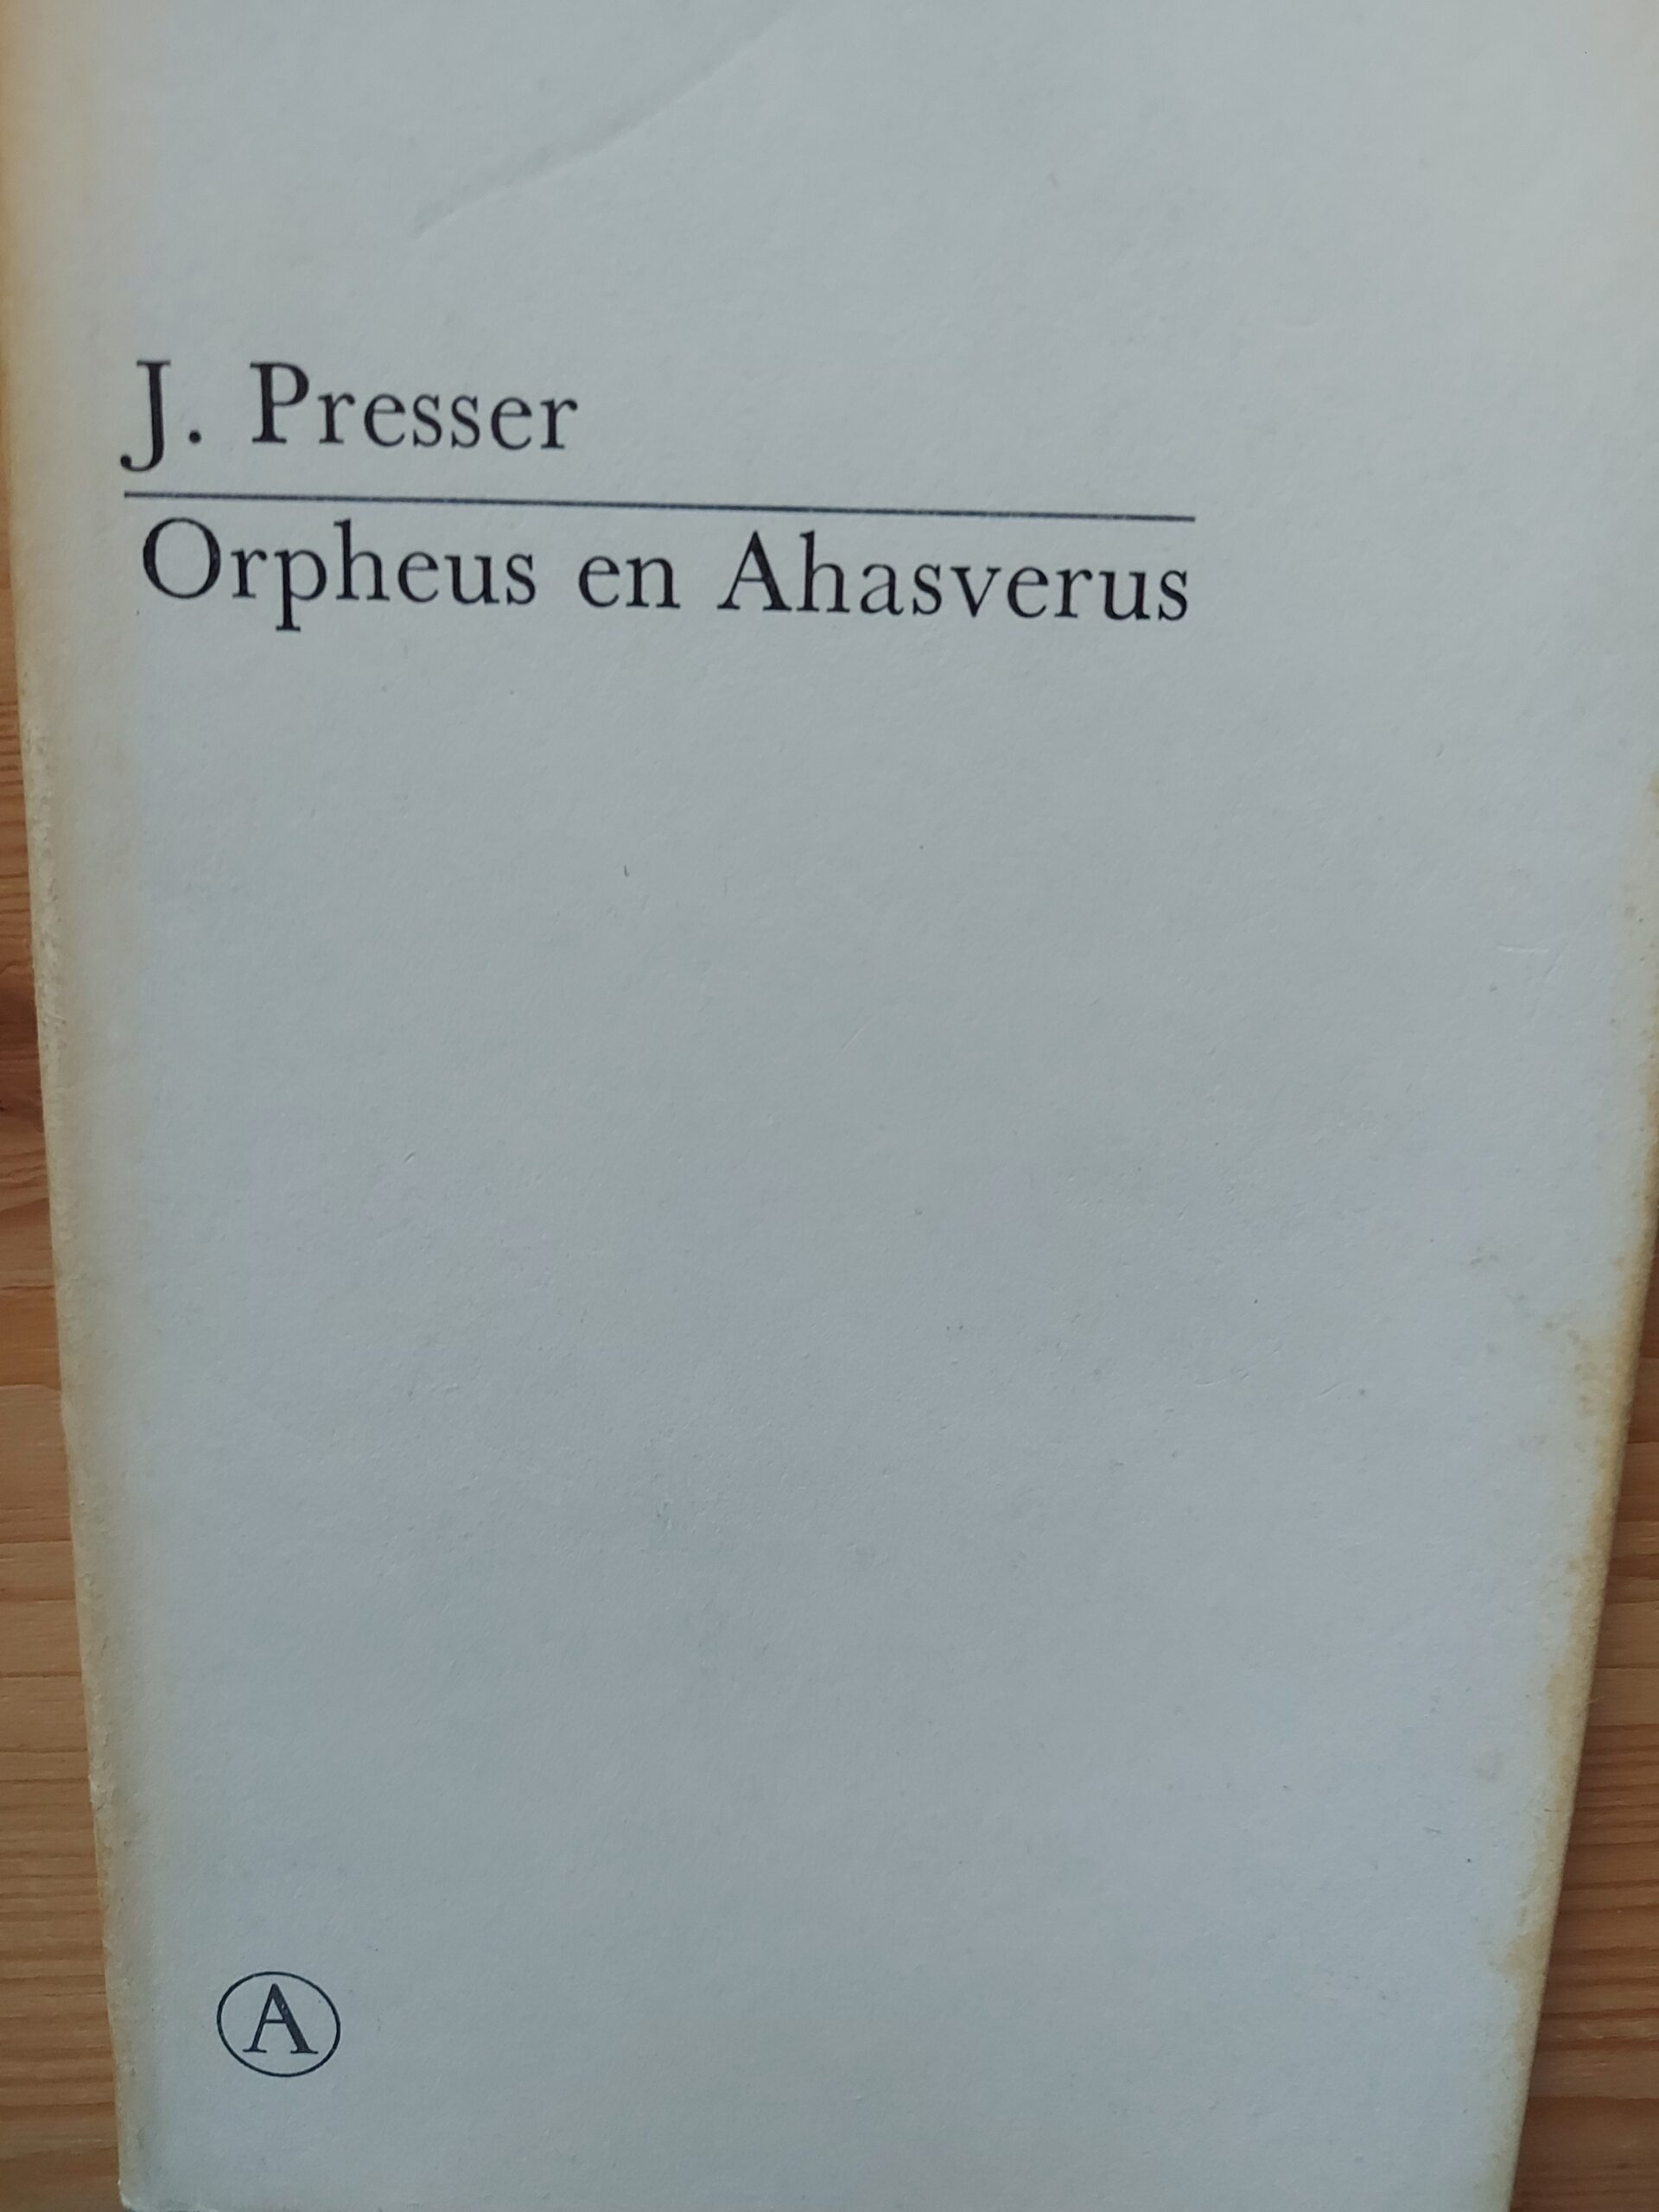 J. Presser
Orpheus en Ahasverus
A